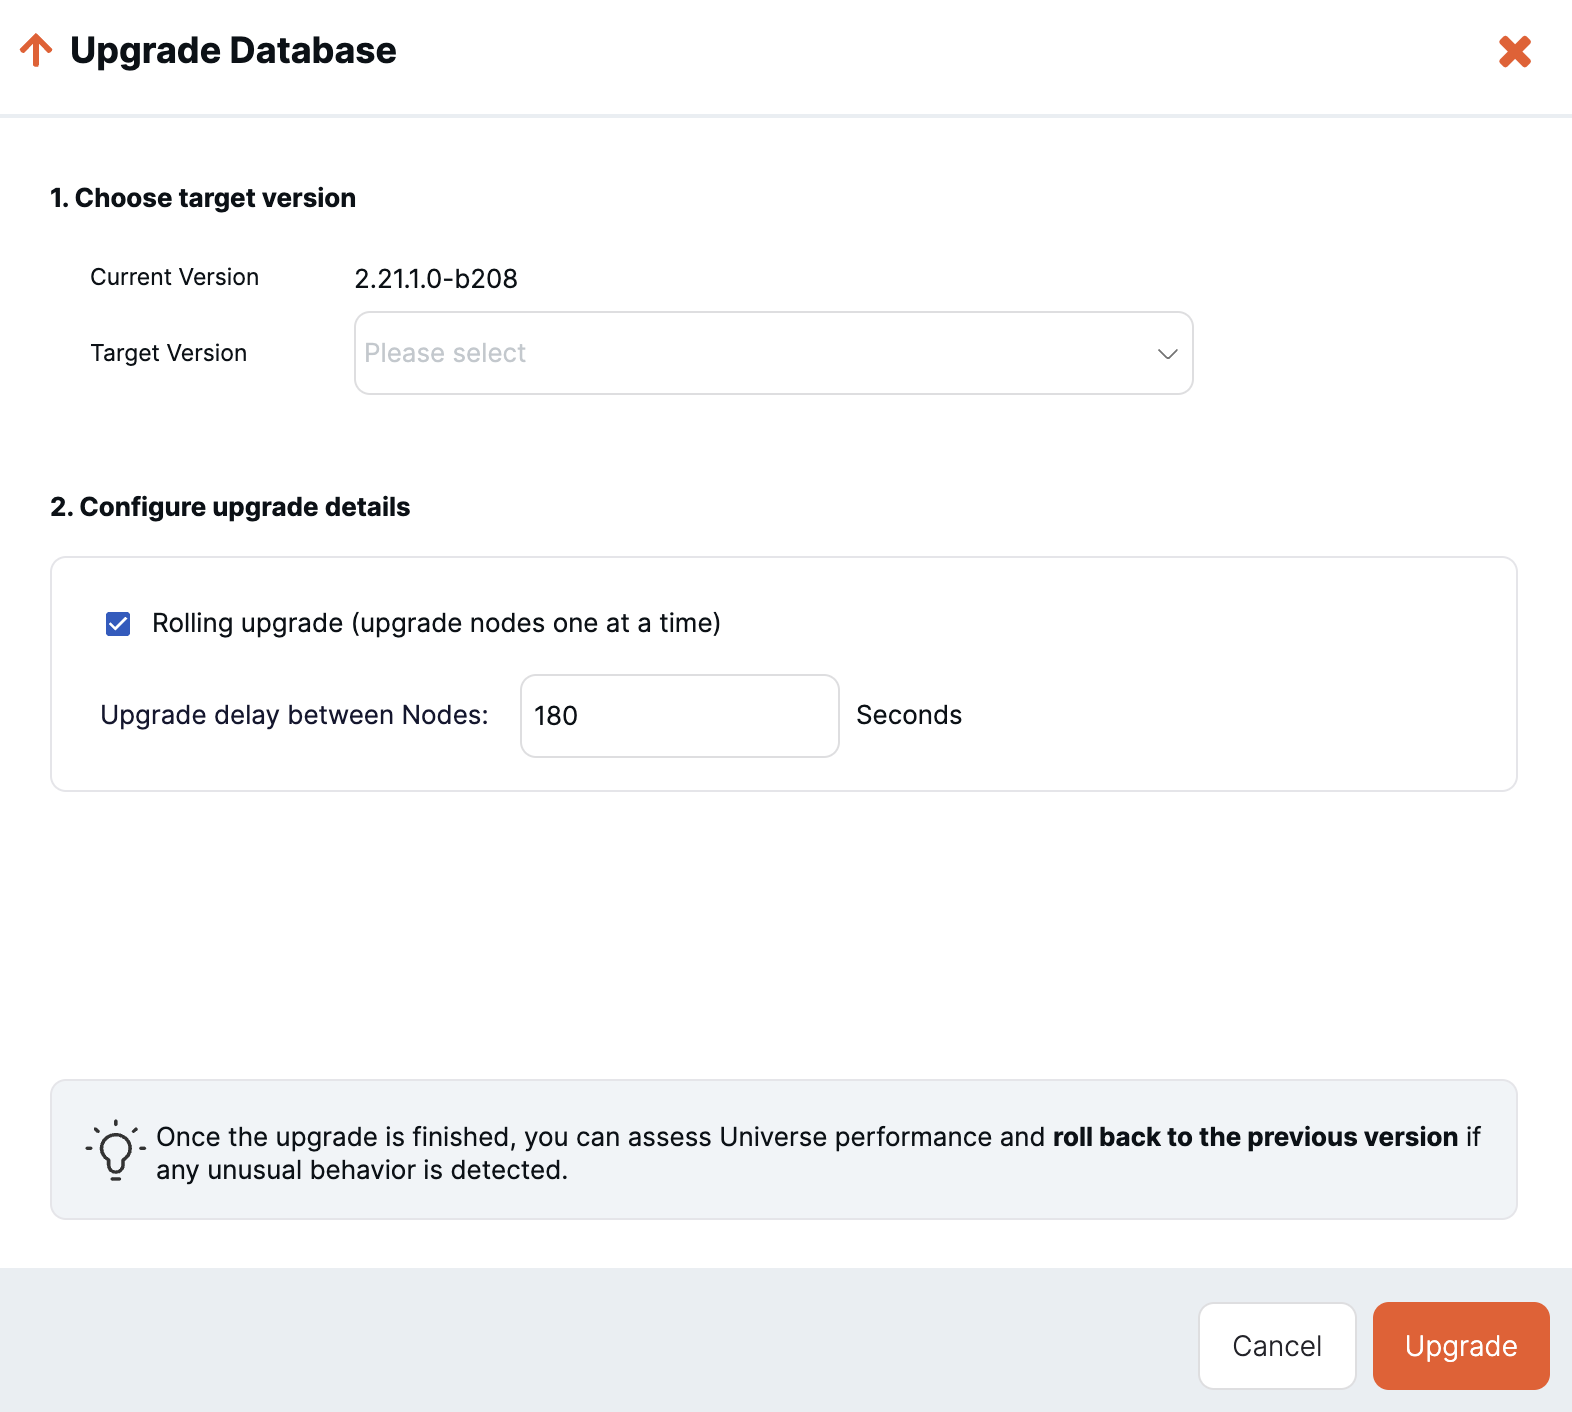 Upgrade Database
1. Choose target version
Current Version 2.21.1.0-b208
Target Version Please select
2. Configure upgrade details
Rolling upgrade (upgrade nodes one at a time)
Upgrade delay between Nodes: 180 Seconds
Once the upgrade is finished, you can assess Universe performance and roll back to the previous version if
any unusual behavior is detected.
Cancel Upgrade